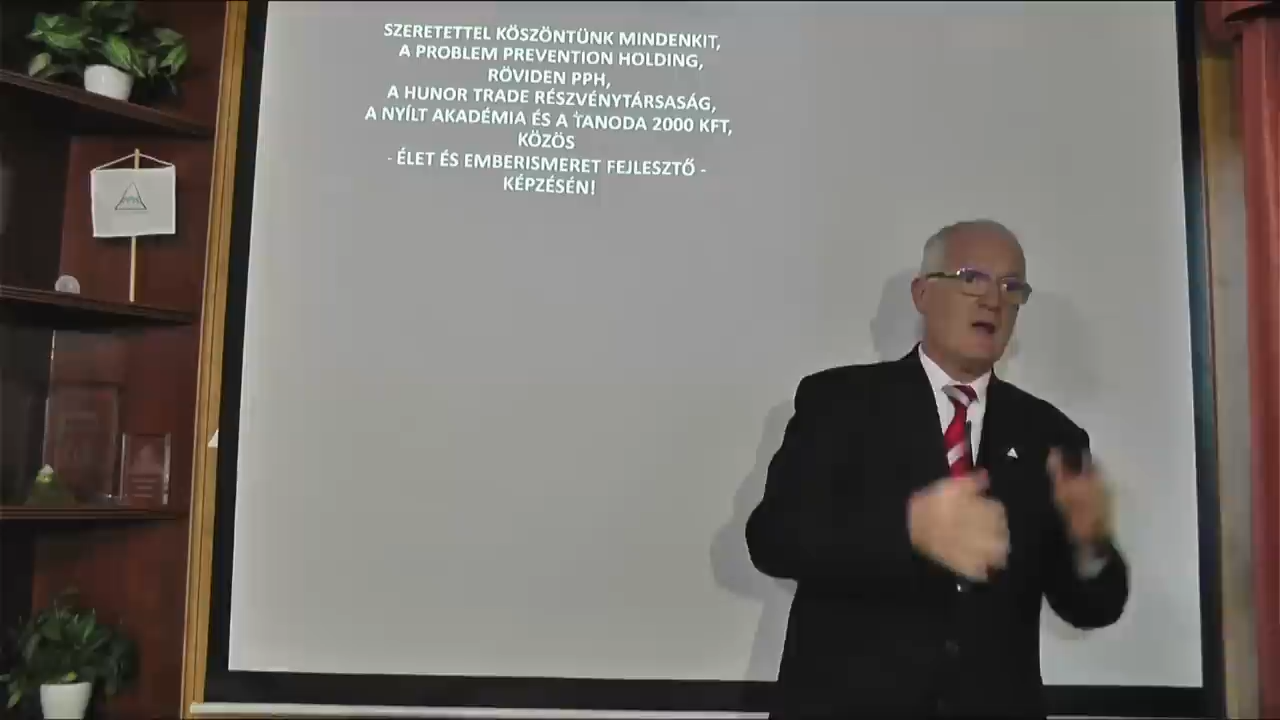 SZERETETTEL KÖSZÖNTÜNK MINDENKIT,
A PROBLEM PREVENTION HOLDING,
RÖVIDEN PPH,
A HUNOR TRADE RÉSZVÉNYTÁRSASÁG,
A NYÍLT AKADÉMIA ÉS A TANODA 2000 KFT,
KÖZÖS
- ÉLET ÉS EMBERISMERET FEJLESZTŐ -
KÉPZÉSÉN!